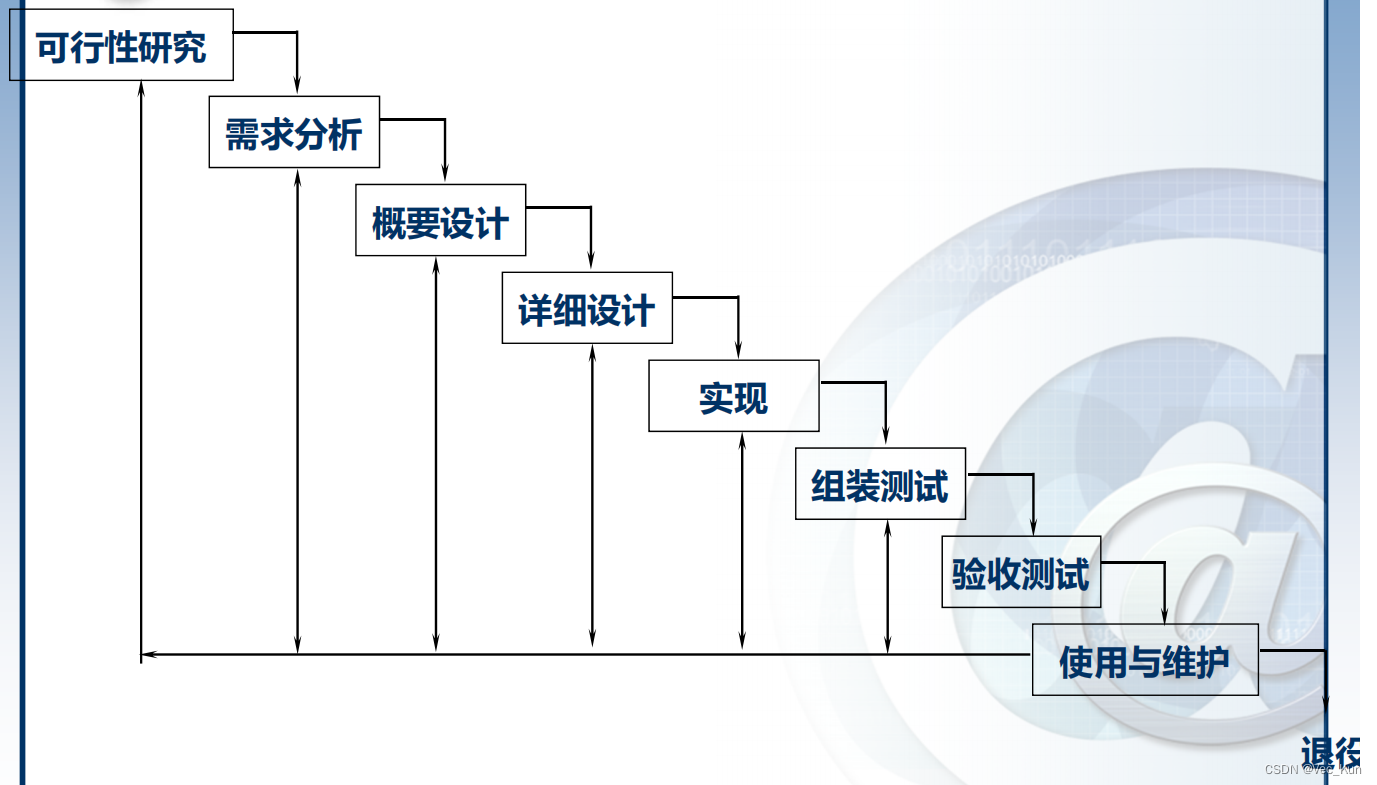 可行性研究
需求分析
概要设计
详细设计
实现
组装测试
验收测试
使用与维护
退役
CSDN @Vec_Kun